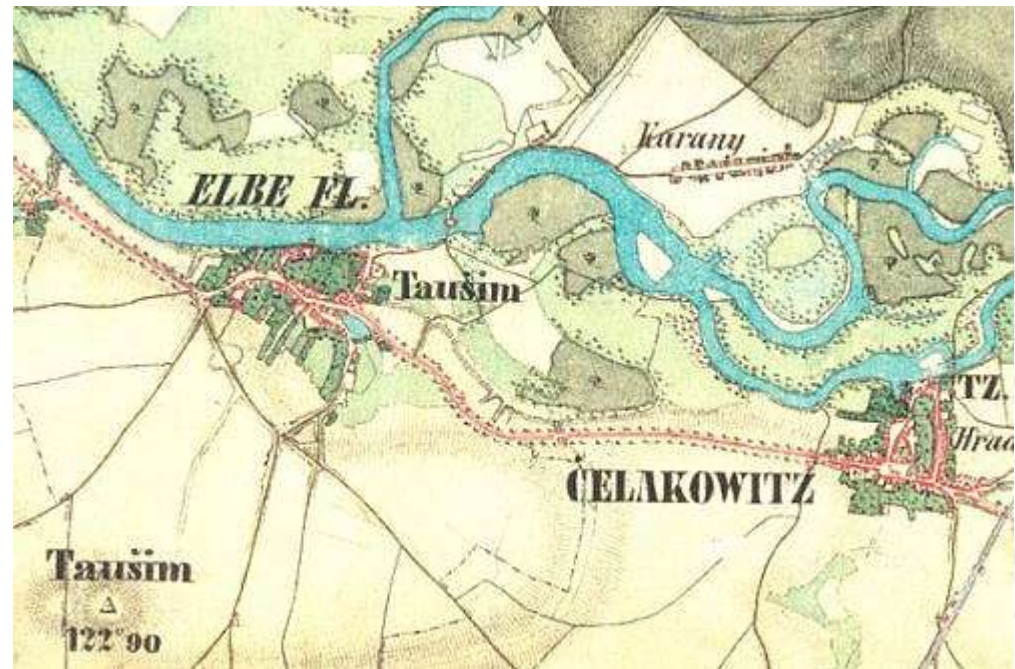 Karany
ELBE FL.
Taušim
TZ.
Hrad
ČELAKOWITZ
Taušim
122°90